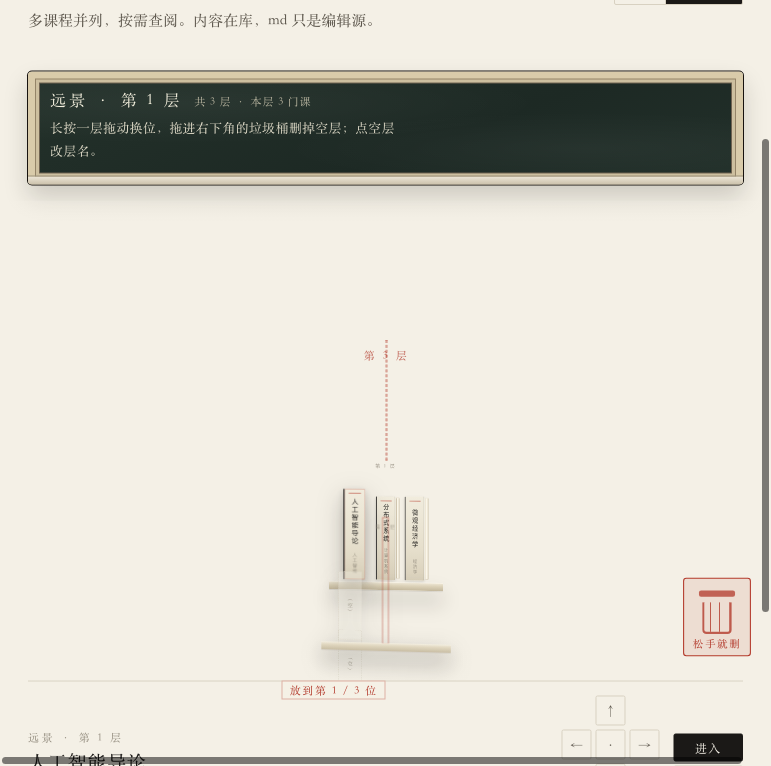 多课程并列，按需查阅。内容在库，md 只是编辑源。
远景 · 第 1 层 共 3 层 · 本层 3 门课
长按一层拖动换位，拖进右下角的垃圾桶删掉空层；点空层
改层名。
第 3 层
第 1 层
人工智能导论
分布式系统
微观经济学
松手就删
放到第 1 / 3 位
↑
远景 · 第 1 层
← · →
进入
人工智能导论